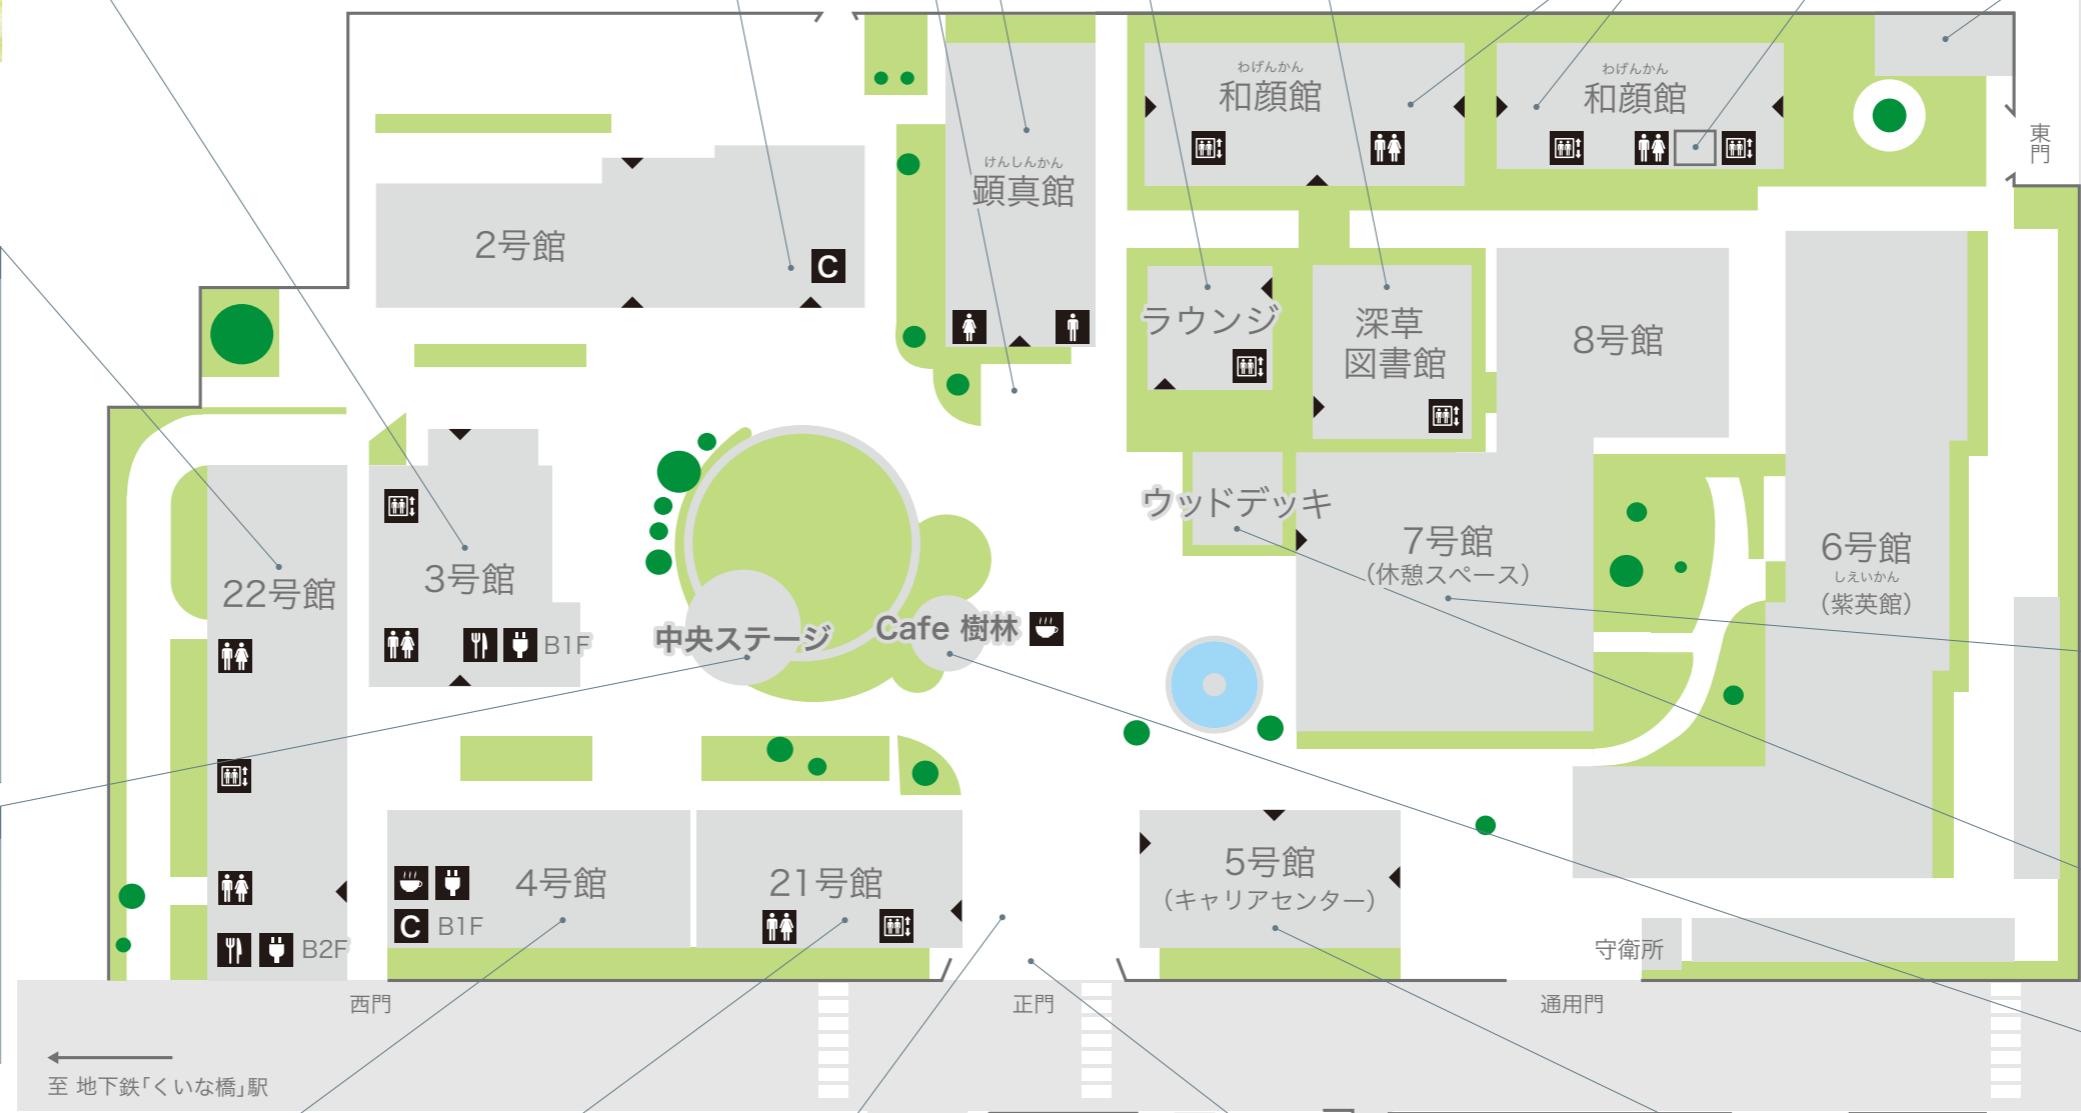 わげんかん
和顔館
わげんかん
和顔館
東門
けんしんかん
顕真館
2号館
C
ラウンジ
深草
図書館
8号館
ウッドデッキ
7号館
(休憩スペース)
6号館
しえいかん
(紫英館)
22号館
3号館
B1F
中央ステージ
Cafe 樹林
4号館
C B1F
21号館
5号館
(キャリアセンター)
B2F
守衛所
西門
正門
通用門
至 地下鉄「くいな橋」駅